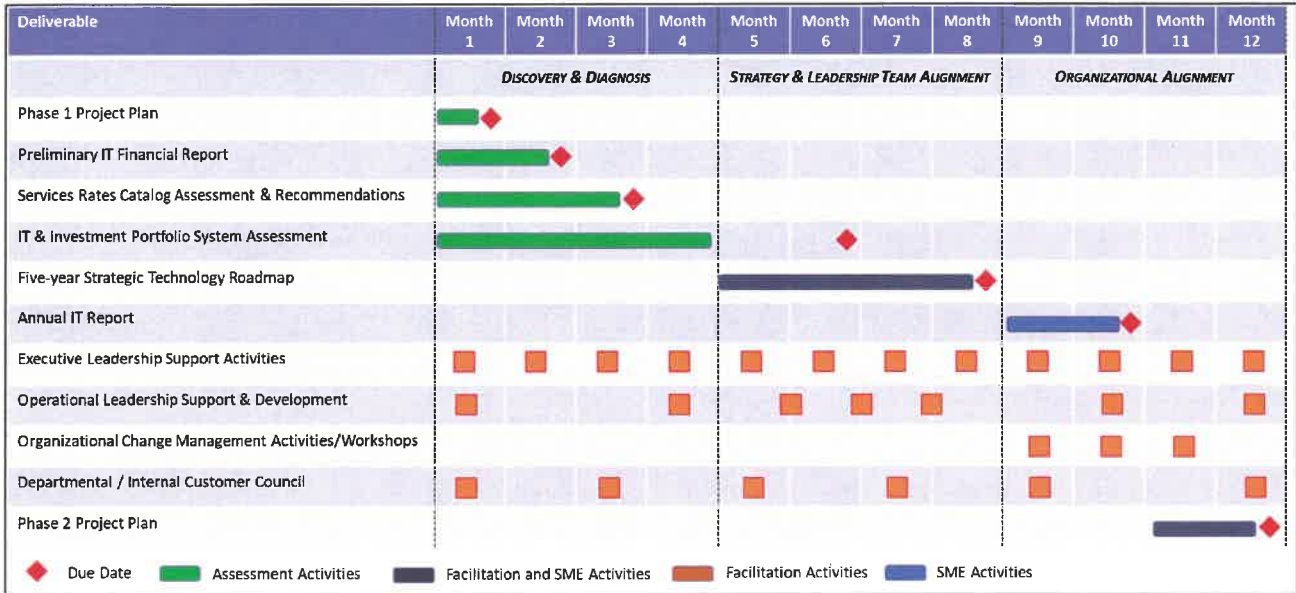 Deliverable Month 1 Month 2 Month 3 Month 4 Month 5 Month 6 Month 7 Month 8 Month 9 Month 10 Month 11 Month 12
DISCOVERY & DIAGNOSIS STRATEGY & LEADERSHIP TEAM ALIGNMENT ORGANIZATIONAL ALIGNMENT
Phase 1 Project Plan
Preliminary IT Financial Report
Services Rates Catalog Assessment & Recommendations
IT & Investment Portfolio System Assessment
Five-year Strategic Technology Roadmap
Annual IT Report
Executive Leadership Support Activities
Operational Leadership Support & Development
Organizational Change Management Activities/Workshops
Departmental / Internal Customer Council
Phase 2 Project Plan
Due Date Assessment Activities Facilitation and SME Activities Facilitation Activities SME Activities